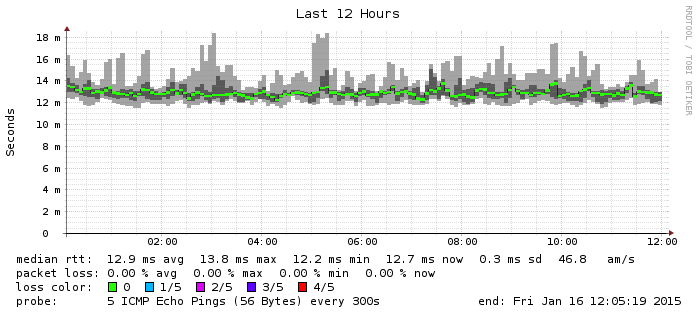 Last 12 Hours
RRDTOOL / TOBI OETIKER
Seconds
18 m
16 m
14 m
12 m
10 m
8 m
6 m
4 m
2 m
0
02:00 04:00 06:00 08:00 10:00 12:00
median rtt: 12.9 ms avg 13.8 ms max 12.2 ms min 12.7 ms now 0.3 ms sd 46.8 am/s
packet loss: 0.00 % avg 0.00 % max 0.00 % min 0.00 % now
loss color: 0 1/5 2/5 3/5 4/5
probe: 5 ICMP Echo Pings (56 Bytes) every 300s end: Fri Jan 16 12:05:19 2015